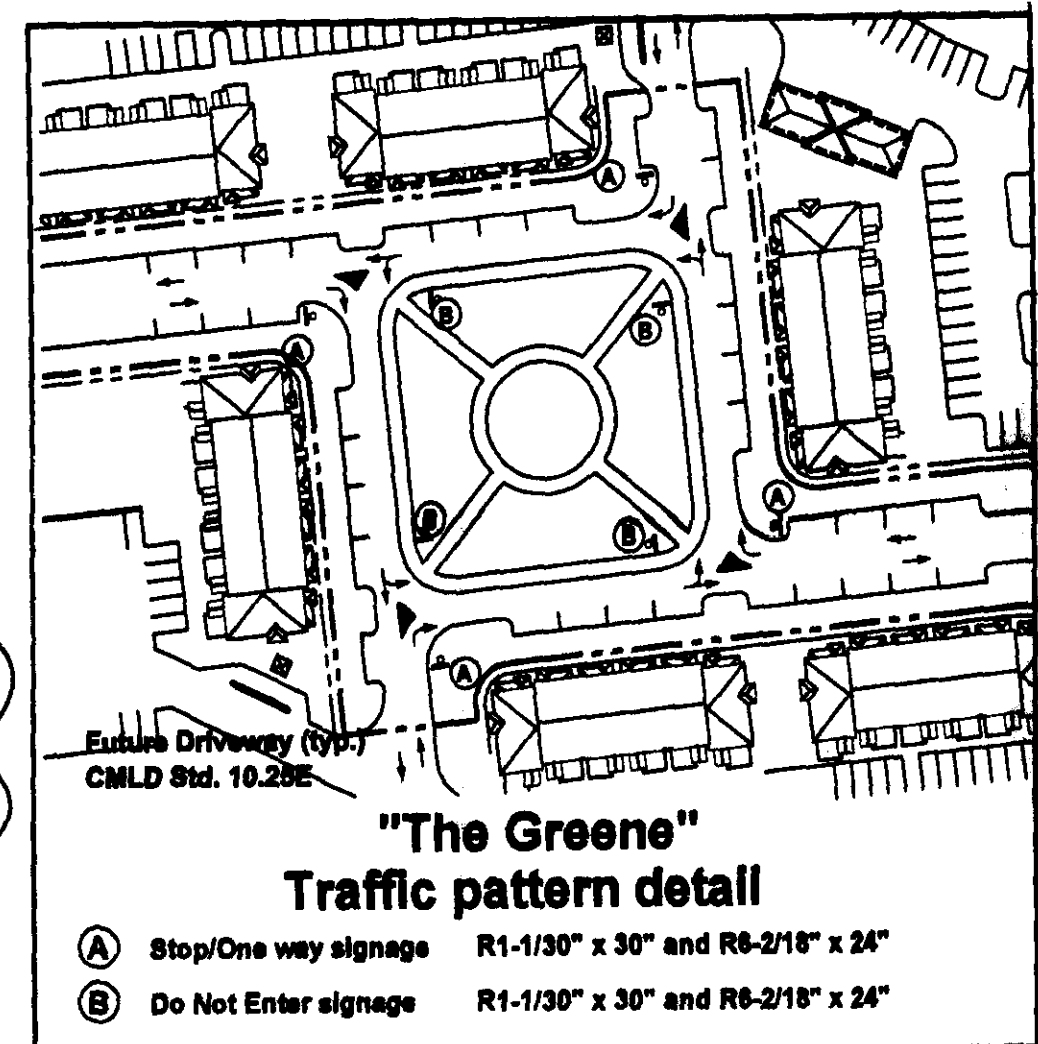 A
B
B
A
A
B
B
A
Future Driveway (typ.)
CMLD Std. 10.25E
"The Greene"
Traffic pattern detail
A Stop/One way signage R1-1/30" x 30" and R6-2/18" x 24"
B Do Not Enter signage R1-1/30" x 30" and R6-2/18" x 24"